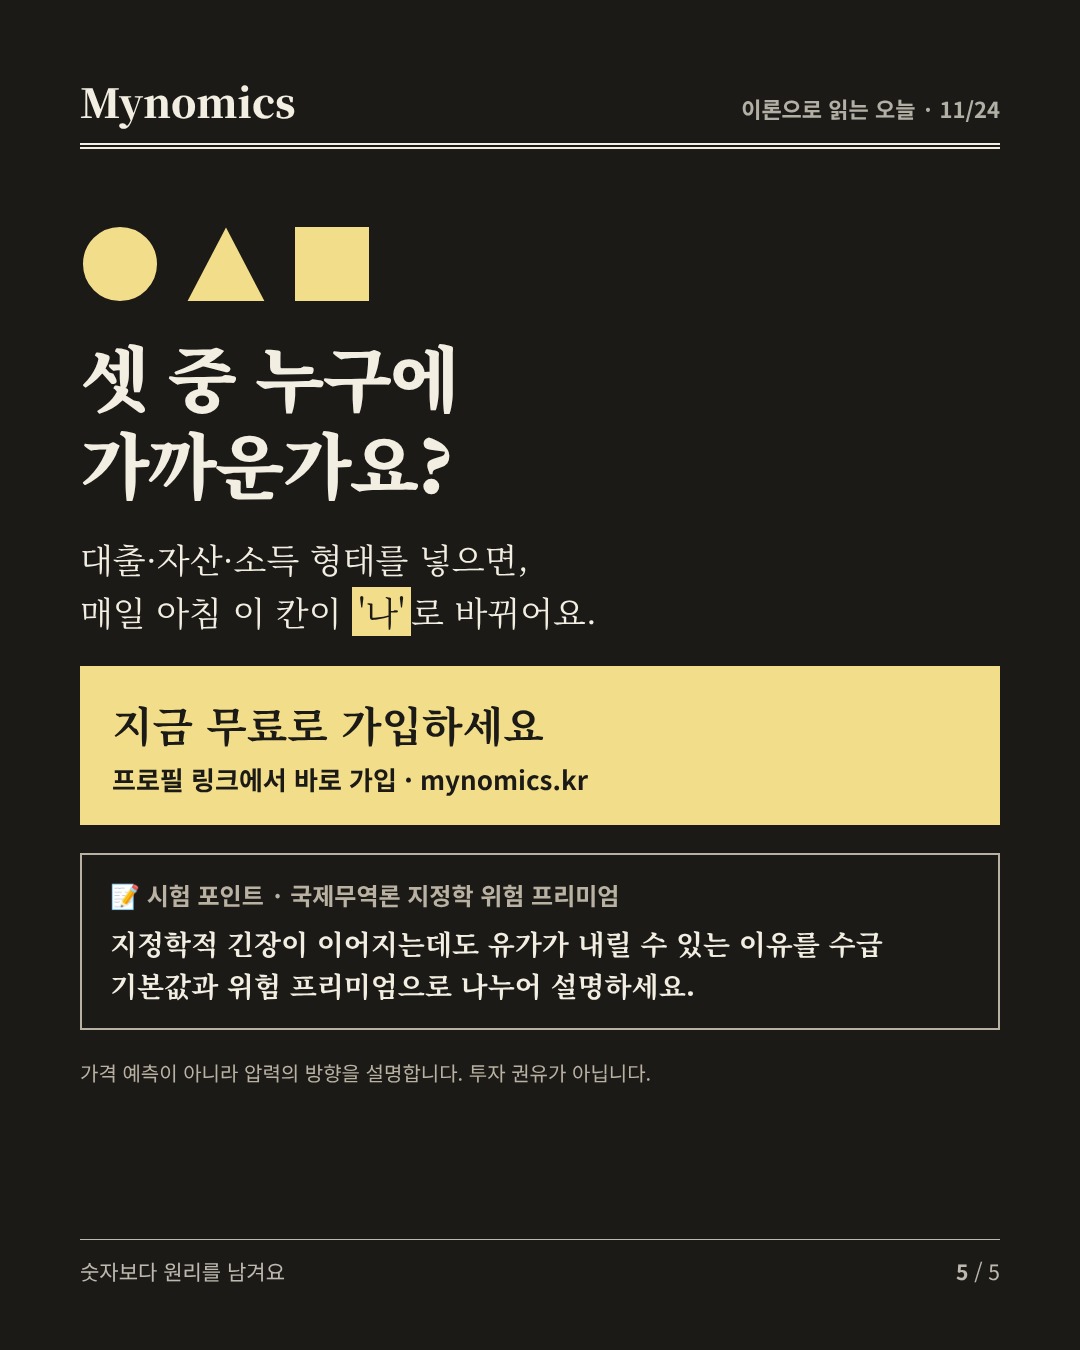 Mynomics
이론으로 읽는 오늘 · 11/24
셋 중 누구에
가까운가요?
대출·자산·소득 형태를 넣으면,
매일 아침 이 칸이 '나'로 바뀌어요.
지금 무료로 가입하세요
프로필 링크에서 바로 가입 · mynomics.kr
📝 시험 포인트 · 국제무역론 지정학 위험 프리미엄
지정학적 긴장이 이어지는데도 유가가 내릴 수 있는 이유를 수급
기본값과 위험 프리미엄으로 나누어 설명하세요.
가격 예측이 아니라 압력의 방향을 설명합니다. 투자 권유가 아닙니다.
숫자보다 원리를 남겨요
5 / 5